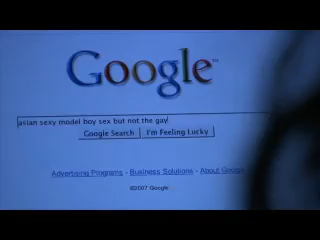 Google™
asian sexy model boy sex but not the gay
Google Search I'm Feeling Lucky
Advertising Programs - Business Solutions - About Google
©2007 Google